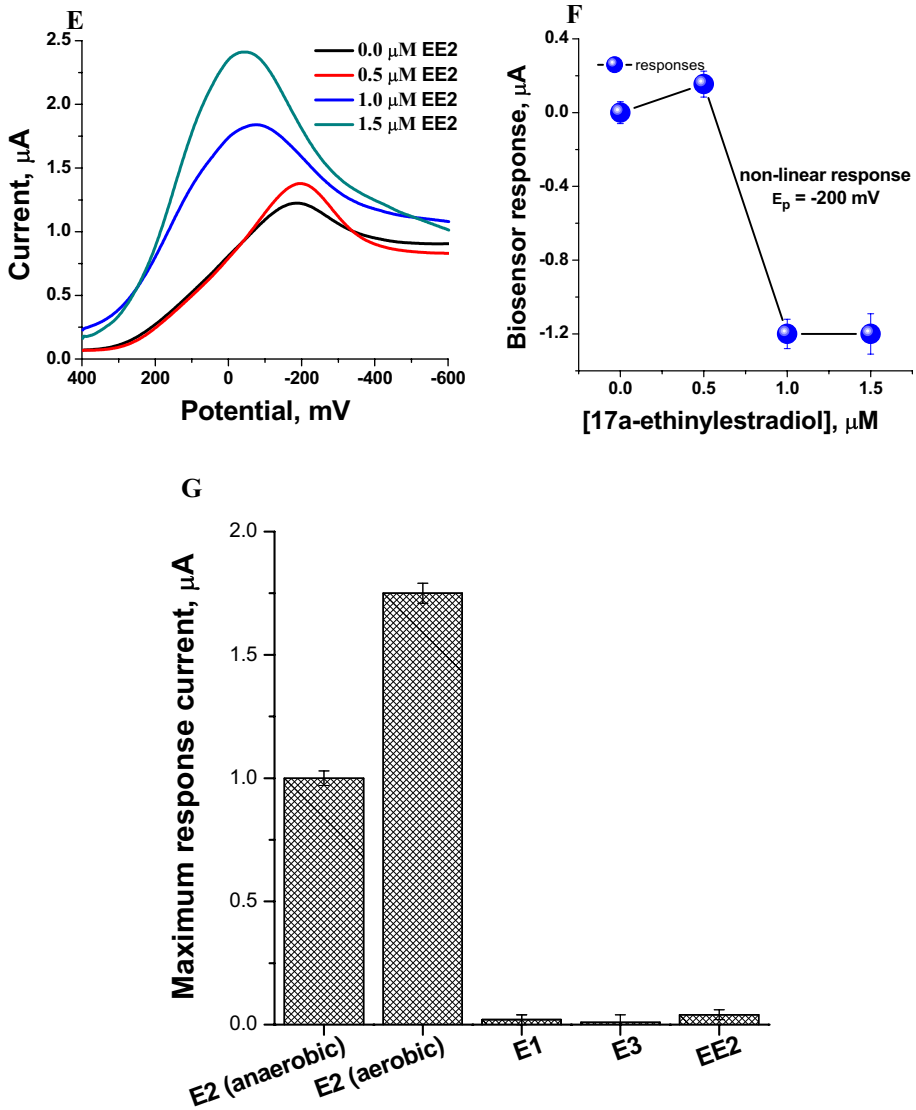 E
2.5
2.0
1.5
1.0
0.5
0.0
Current, μA
0.0 μM EE2
0.5 μM EE2
1.0 μM EE2
1.5 μM EE2
400 200 0 -200 -400 -600
Potential, mV
F
0.4
0.0
-0.4
-0.8
-1.2
Biosensor response, μA
responses
non-linear response
Ep = -200 mV
0.0 0.5 1.0 1.5
[17a-ethinylestradiol], μM
G
2.0
1.5
1.0
0.5
0.0
Maximum response current, μA
E2 (anaerobic)
E2 (aerobic)
E1
E3
EE2